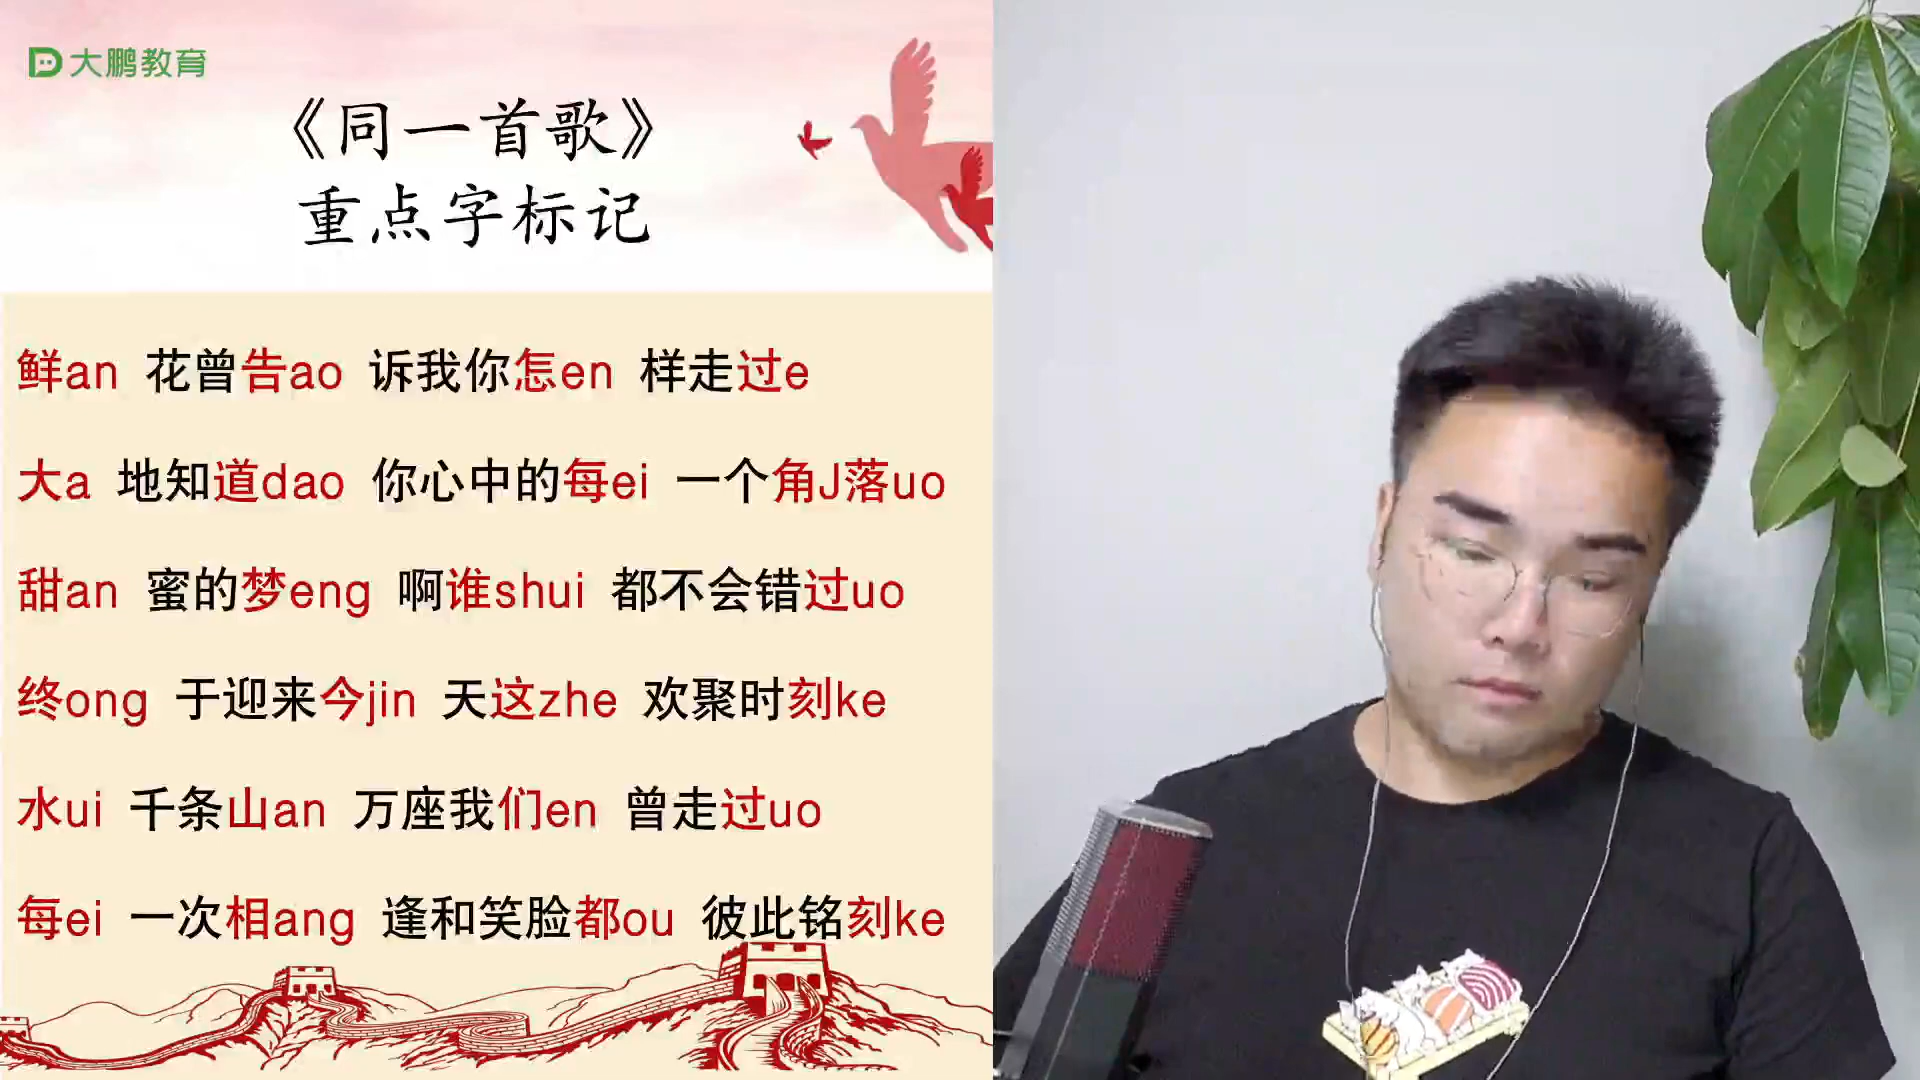 大鹏教育
《同一首歌》
重点字标记
鲜an 花曾告ao 诉我你怎en 样走过e
大a 地知道dao 你心中的每ei 一个角J落uo
甜an 蜜的梦eng 啊谁shui 都不会错过uo
终ong 于迎来今jin 天这zhe 欢聚时刻ke
水ui 千条山an 万座我们en 曾走过uo
每ei 一次相ang 逢和笑脸都ou 彼此铭刻ke